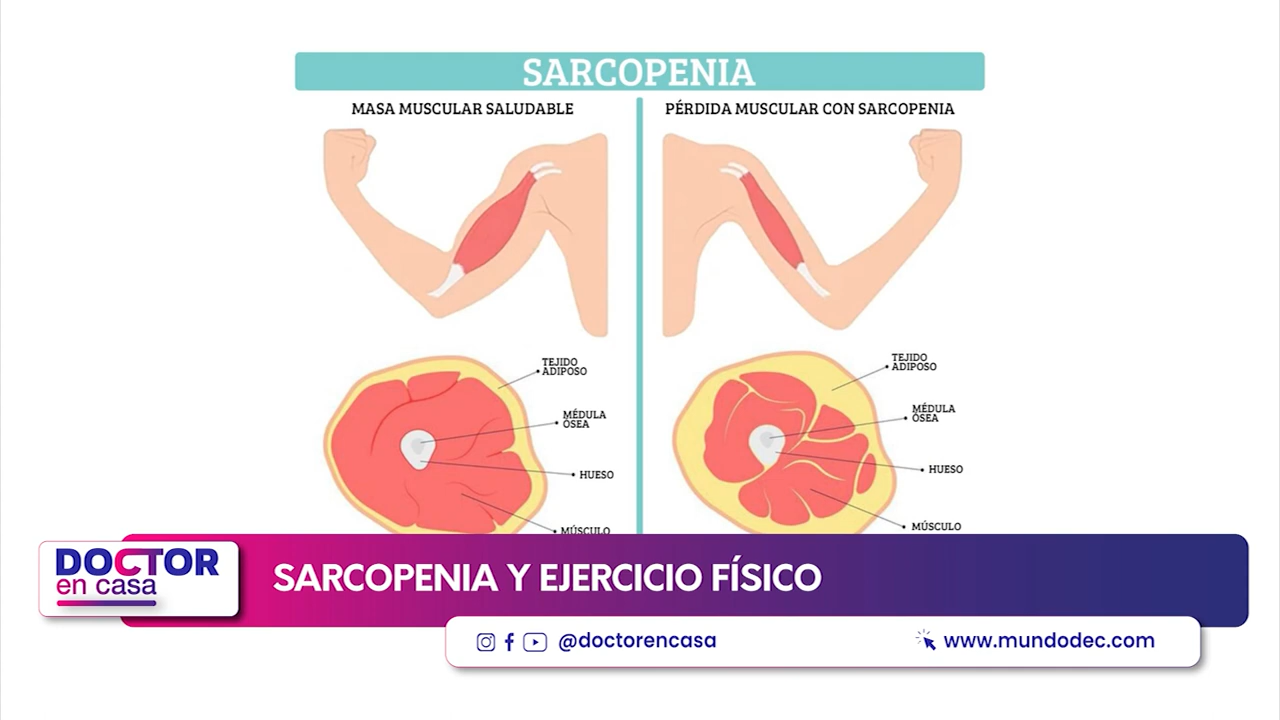 SARCOPENIA
MASA MUSCULAR SALUDABLE
PÉRDIDA MUSCULAR CON SARCOPENIA
TEJIDO
ADIPOSO
MÉDULA
ÓSEA
HUESO
MÚSCULO
TEJIDO
ADIPOSO
MÉDULA
ÓSEA
HUESO
MÚSCULO
DOCTOR
en casa
SARCOPENIA Y EJERCICIO FÍSICO
@doctorencasa
www.mundodec.com